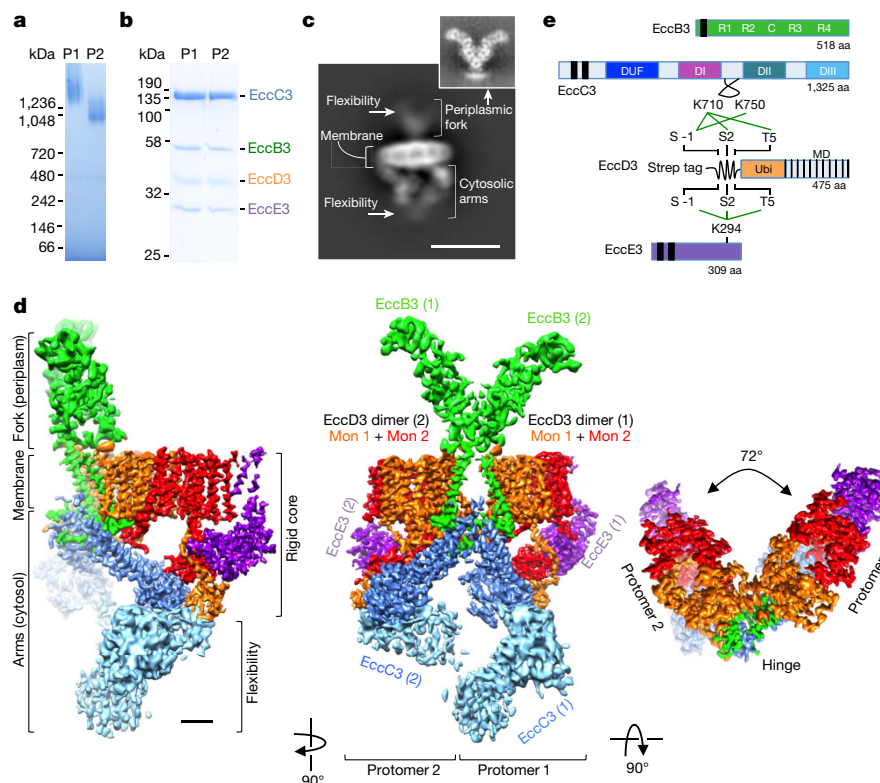 a
kDa P1 P2
1,236
1,048
720
480
242
146
66
b
kDa P1 P2
190
135
100
58
32
25
EccC3
EccB3
EccD3
EccE3
c
Flexibility
Membrane
Flexibility
Periplasmic
fork
Cytosolic
arms
e
EccB3
R1 R2 C R3 R4
518 aa
DUF DI DII DIII
EccC3
1,325 aa
K710 K750
S -1 S2 T5
Strep tag
EccD3
Ubi
MD
475 aa
S -1 S2 T5
K294
EccE3
309 aa
d
Fork (periplasm)
Membrane
Arms (cytosol)
Rigid core
Flexibility
90°
EccB3 (1)
EccB3 (2)
EccD3 dimer (2)
Mon 1 + Mon 2
EccD3 dimer (1)
Mon 1 + Mon 2
EccE3 (2)
EccE3 (1)
EccC3 (2)
EccC3 (1)
Protomer 2
Protomer 1
90°
72°
Protomer 2
Hinge